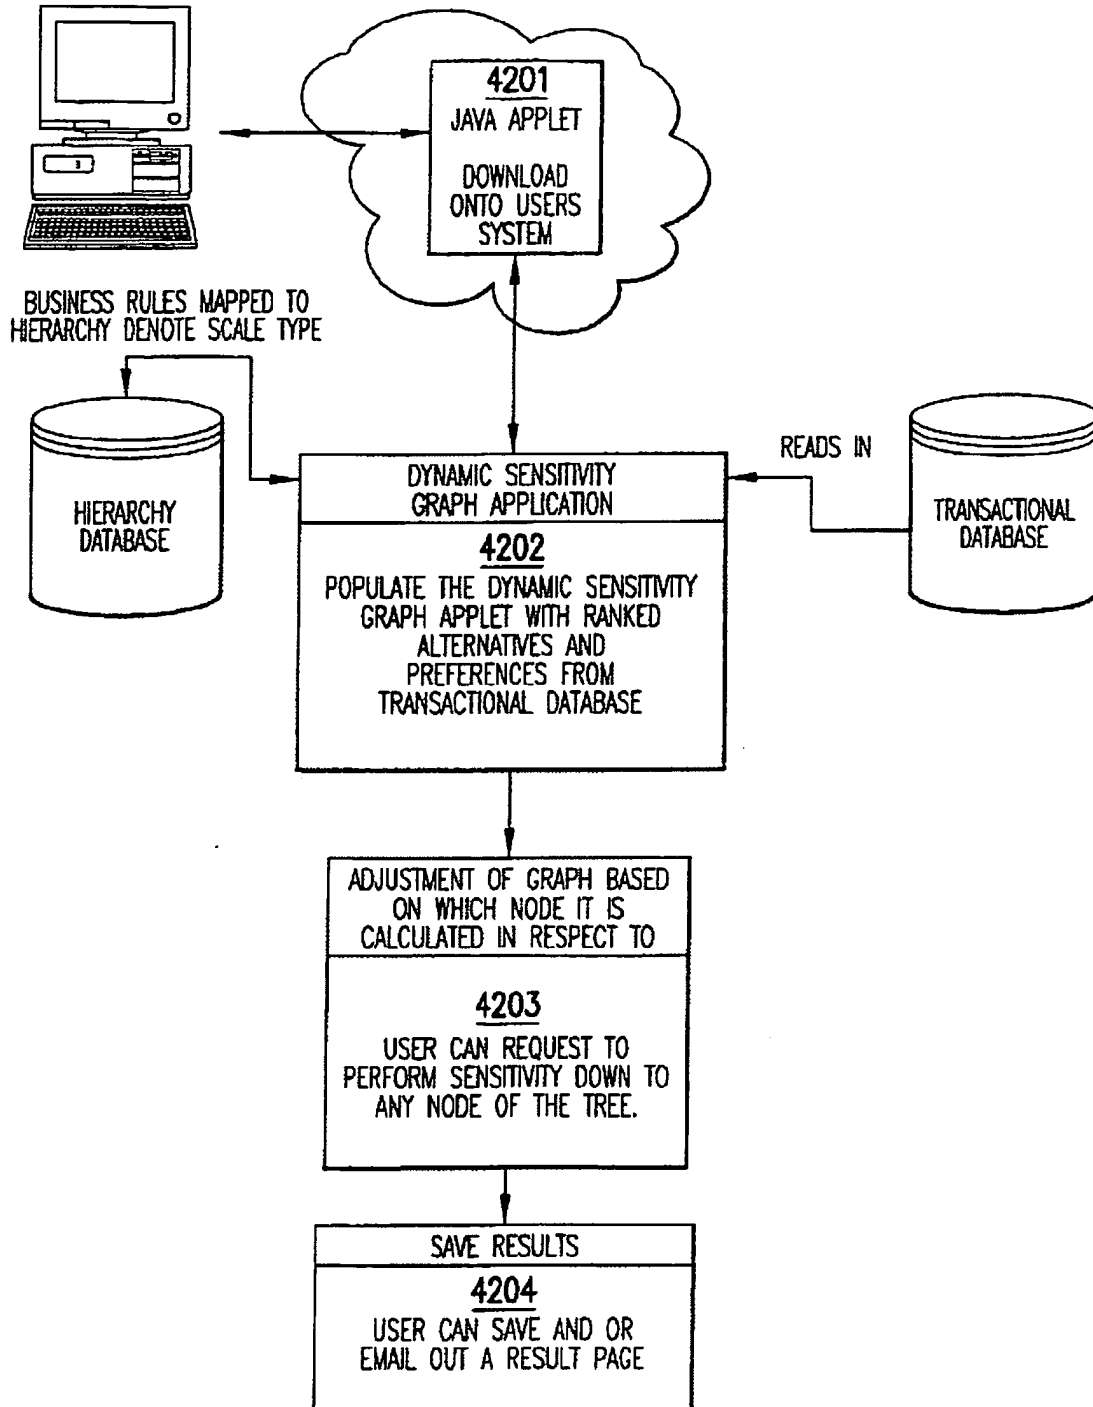 4201
JAVA APPLET
DOWNLOAD
ONTO USERS
SYSTEM
BUSINESS RULES MAPPED TO
HIERARCHY DENOTE SCALE TYPE
HIERARCHY
DATABASE
READS IN
TRANSACTIONAL
DATABASE
DYNAMIC SENSITIVITY
GRAPH APPLICATION
4202
POPULATE THE DYNAMIC SENSITIVITY
GRAPH APPLET WITH RANKED
ALTERNATIVES AND
PREFERENCES FROM
TRANSACTIONAL DATABASE
ADJUSTMENT OF GRAPH BASED
ON WHICH NODE IT IS
CALCULATED IN RESPECT TO
4203
USER CAN REQUEST TO
PERFORM SENSITIVITY DOWN TO
ANY NODE OF THE TREE.
SAVE RESULTS
4204
USER CAN SAVE AND OR
EMAIL OUT A RESULT PAGE